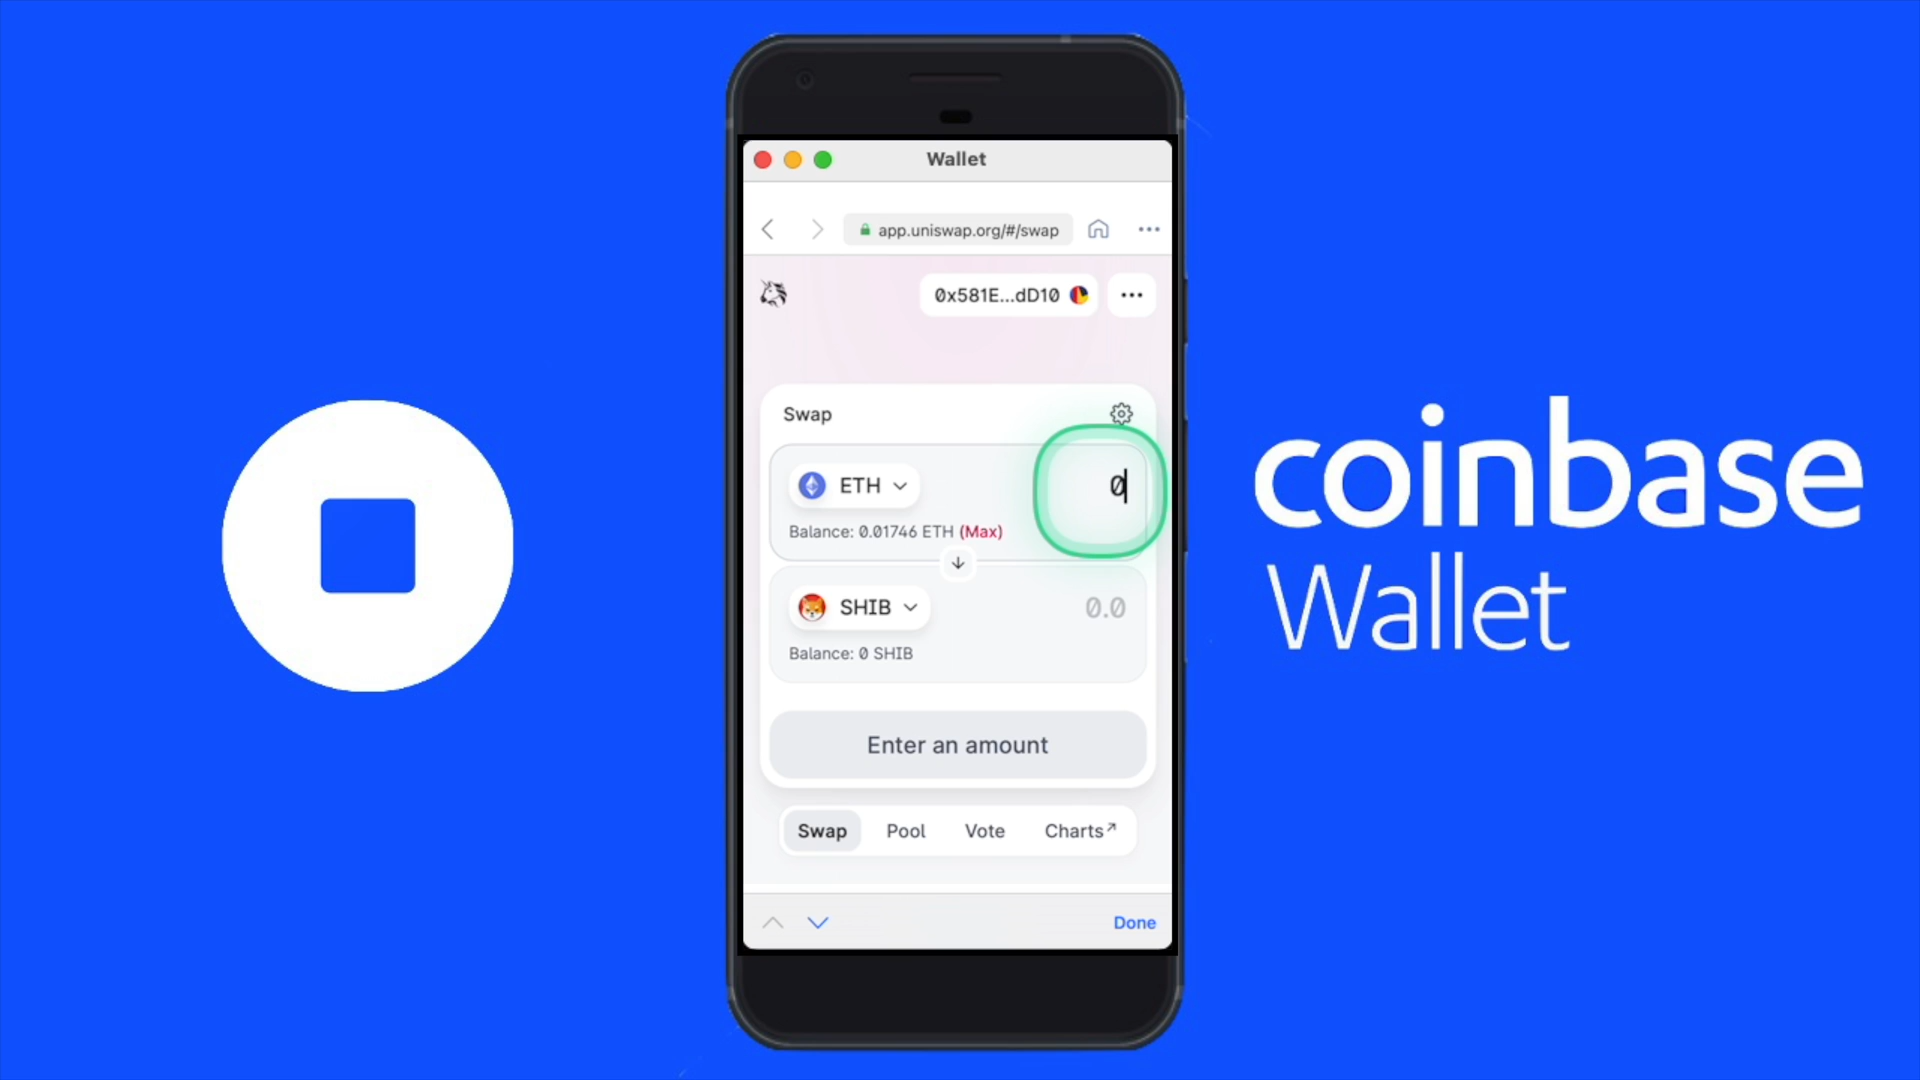 Wallet
app.uniswap.org/#/swap
0x581E...dD10
Swap
ETH
0
Balance: 0.01746 ETH (Max)
SHIB
0.0
Balance: 0 SHIB
Enter an amount
Swap Pool Vote Charts↗
Done
coinbase
Wallet